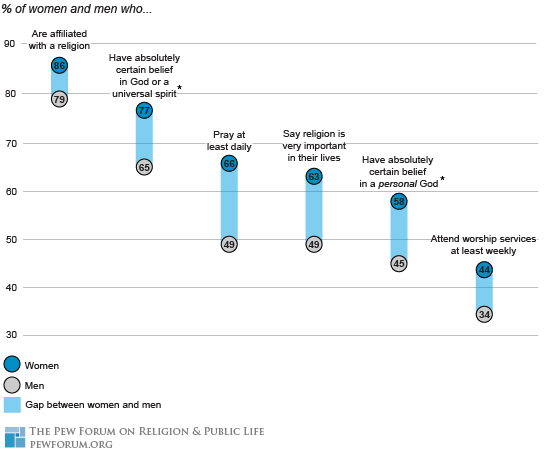 % of women and men who...
Are affiliated
with a religion
Have absolutely
certain belief
in God or a
universal spirit*
Pray at
least daily
Say religion is
very important
in their lives
Have absolutely
certain belief
in a personal God*
Attend worship services
at least weekly
90
80
70
60
50
40
30
86
79
77
65
66
49
63
49
58
45
44
34
Women
Men
Gap between women and men
THE PEW FORUM ON RELIGION & PUBLIC LIFE
PEWFORUM.ORG